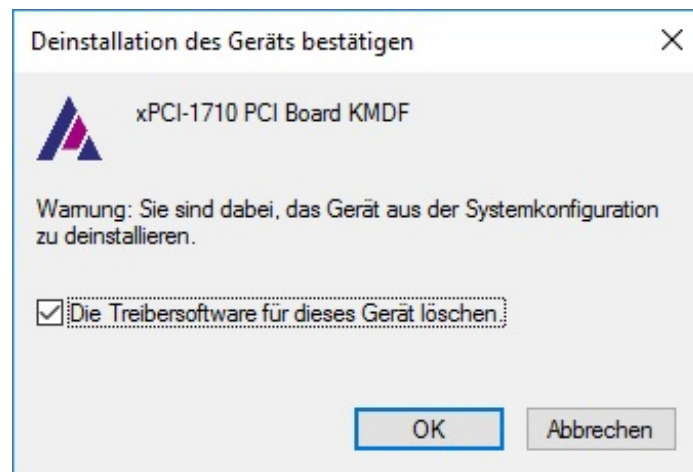 Deinstallation des Geräts bestätigen
xPCI-1710 PCI Board KMDF
Warnung: Sie sind dabei, das Gerät aus der Systemkonfiguration
zu deinstallieren.
Die Treibersoftware für dieses Gerät löschen.
OK
Abbrechen